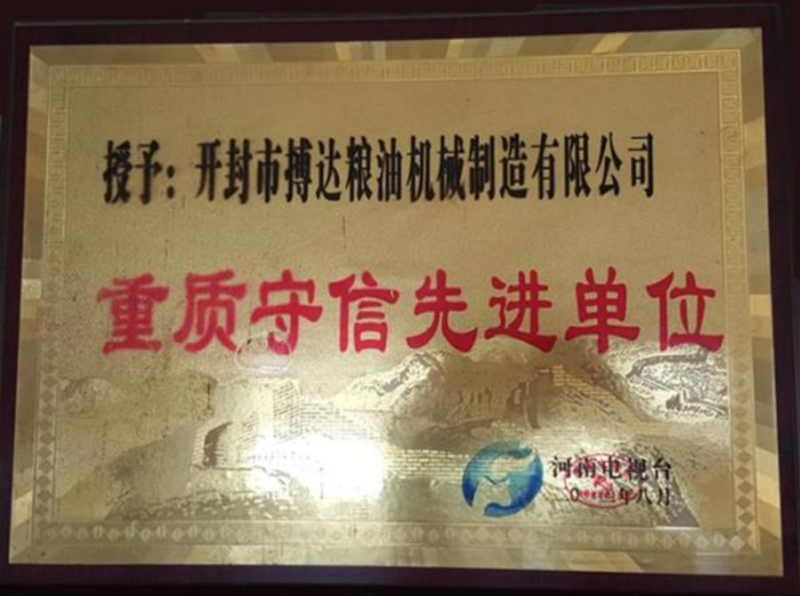 授予：开封市搏达粮油机械制造有限公司
重质守信先进单位
河南电视台
年八月